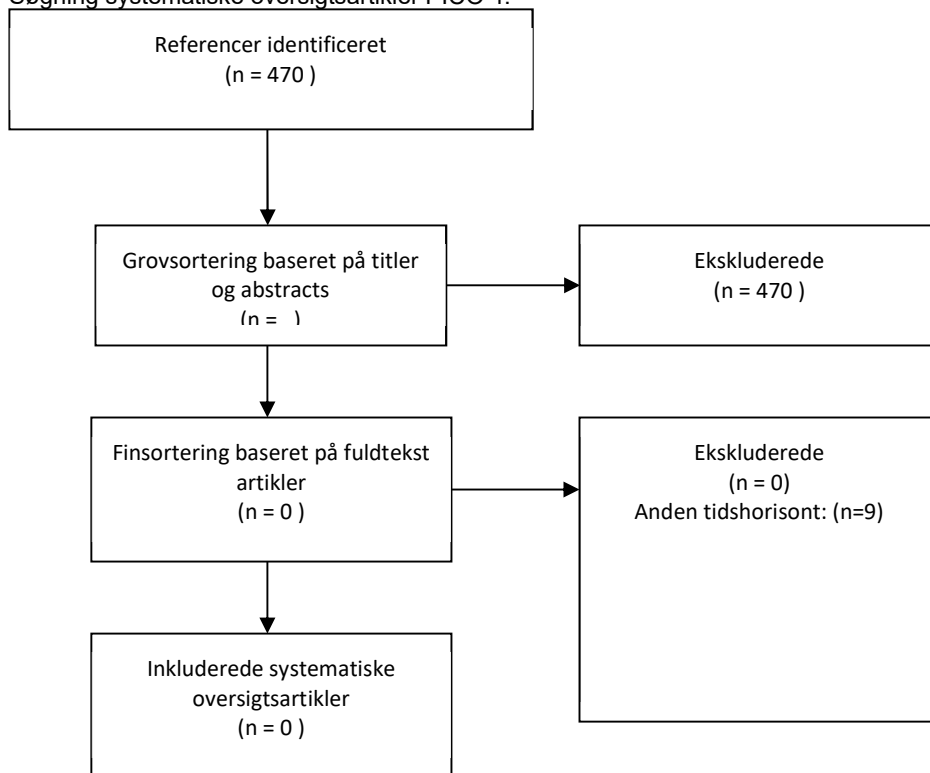 Søgning systematiske oversigtsartikler PICO 1:
Referencer identificeret
(n = 470 )
Grovsortering baseret på titler
og abstracts
(n = )
Ekskluderede
(n = 470 )
Finsortering baseret på fuldtekst
artikler
(n = 0 )
Ekskluderede
(n = 0)
Anden tidshorisont: (n=9)
Inkluderede systematiske
oversigtsartikler
(n = 0 )